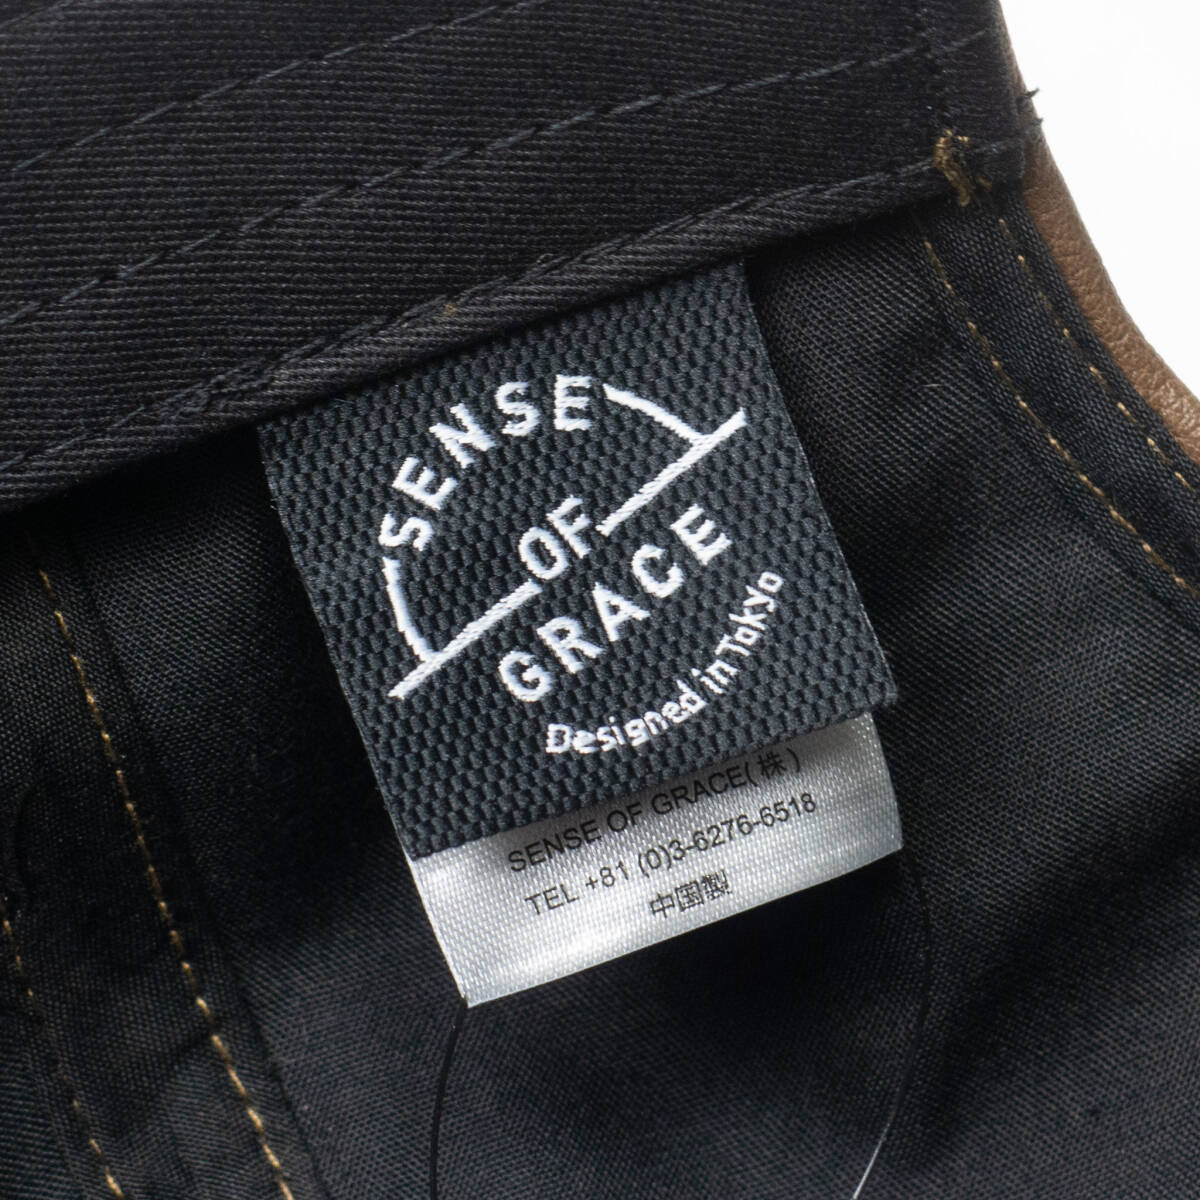 SENSE
OF
GRACE
Designed in Tokyo
SENSE OF GRACE(株)
TEL +81 (0)3-6276-6518
中国製